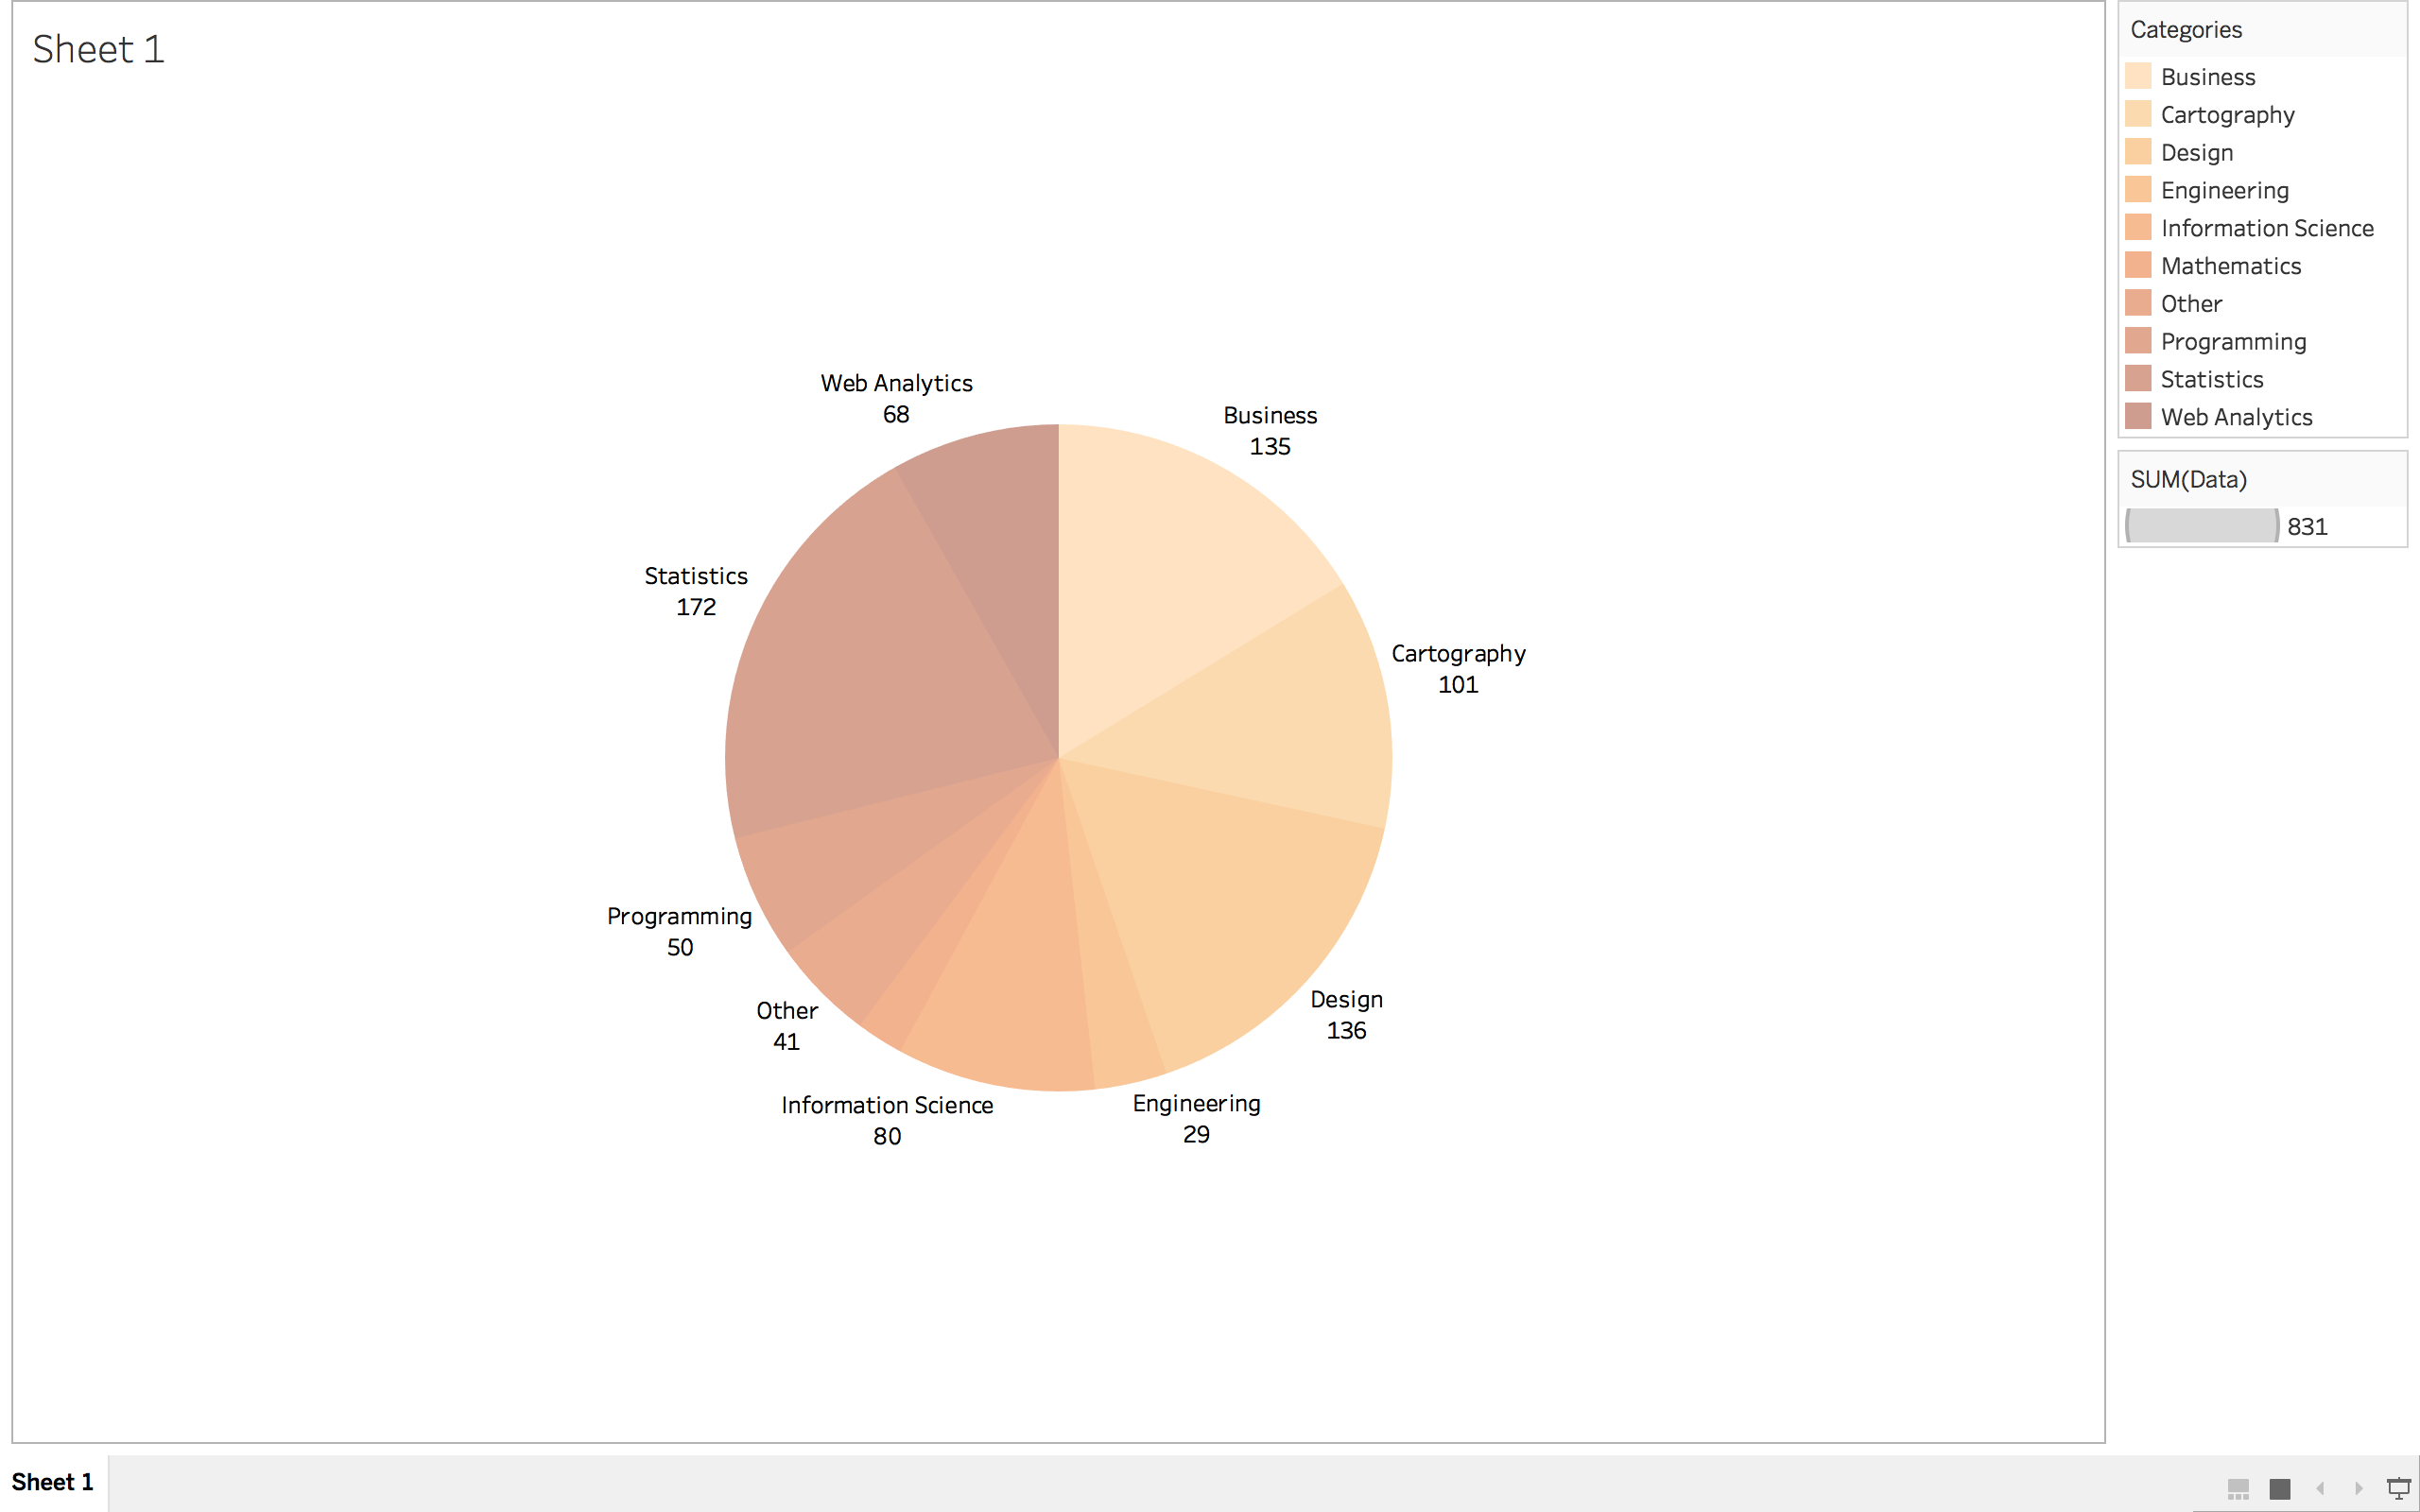 Sheet 1
Web Analytics
68
Business
135
Statistics
172
Cartography
101
Programming
50
Other
41
Design
136
Information Science
80
Engineering
29
Categories
Business
Cartography
Design
Engineering
Information Science
Mathematics
Other
Programming
Statistics
Web Analytics
SUM(Data)
831
Sheet 1